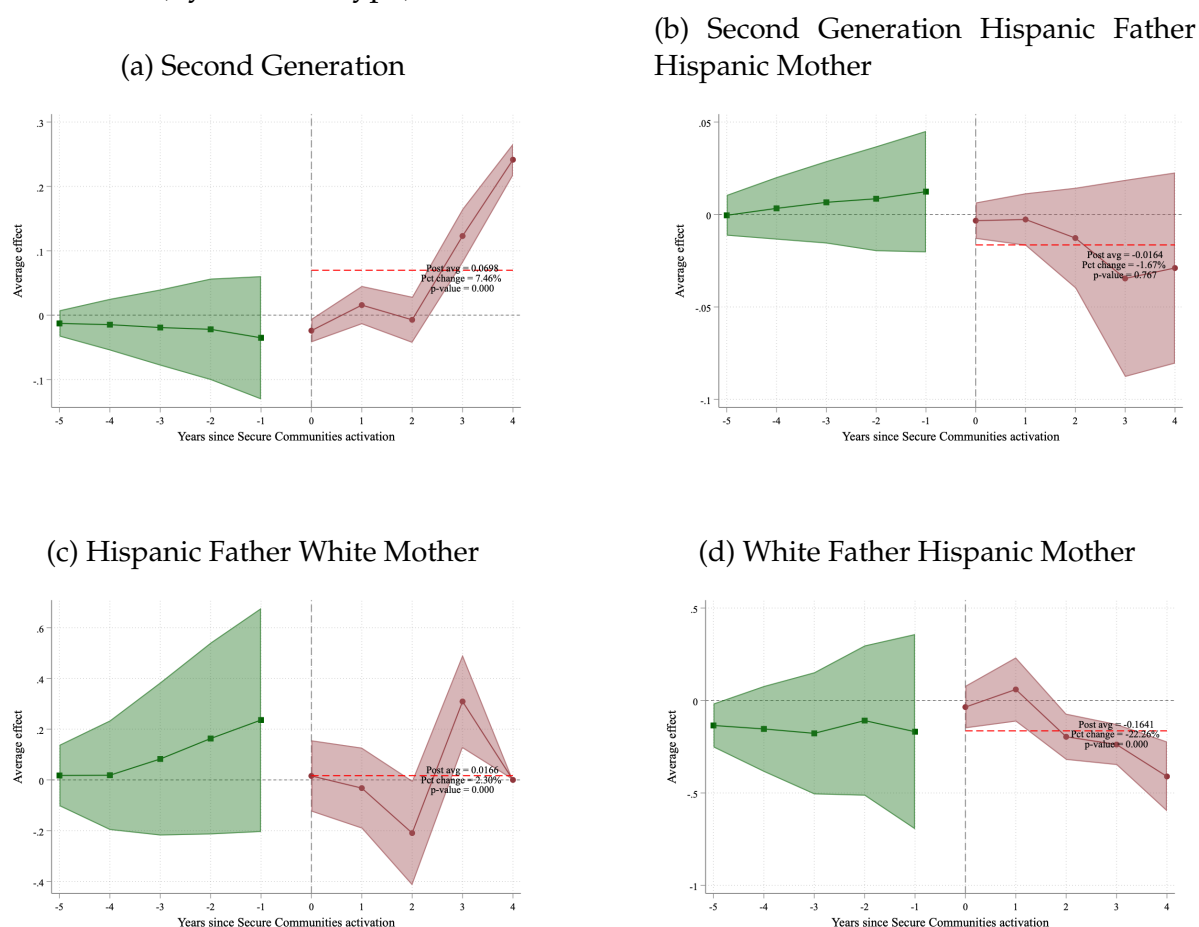 (a) Second Generation
(b) Second Generation Hispanic Father
Hispanic Mother
.3
.2
.1
0
-.1
Average effect
Post avg = 0.0698
Pct change = 7.46%
p-value = 0.000
-5 -4 -3 -2 -1 0 1 2 3 4
Years since Secure Communities activation
.05
0
-.05
-.1
Average effect
Post avg = -0.0164
Pct change = -1.67%
p-value = 0.767
-5 -4 -3 -2 -1 0 1 2 3 4
Years since Secure Communities activation
(c) Hispanic Father White Mother
(d) White Father Hispanic Mother
.6
.4
.2
0
-.2
-.4
Average effect
Post avg = 0.0166
Pct change = 2.30%
p-value = 0.000
-5 -4 -3 -2 -1 0 1 2 3 4
Years since Secure Communities activation
.5
0
-.5
-1
Average effect
Post avg = -0.1641
Pct change = -22.26%
p-value = 0.000
-5 -4 -3 -2 -1 0 1 2 3 4
Years since Secure Communities activation